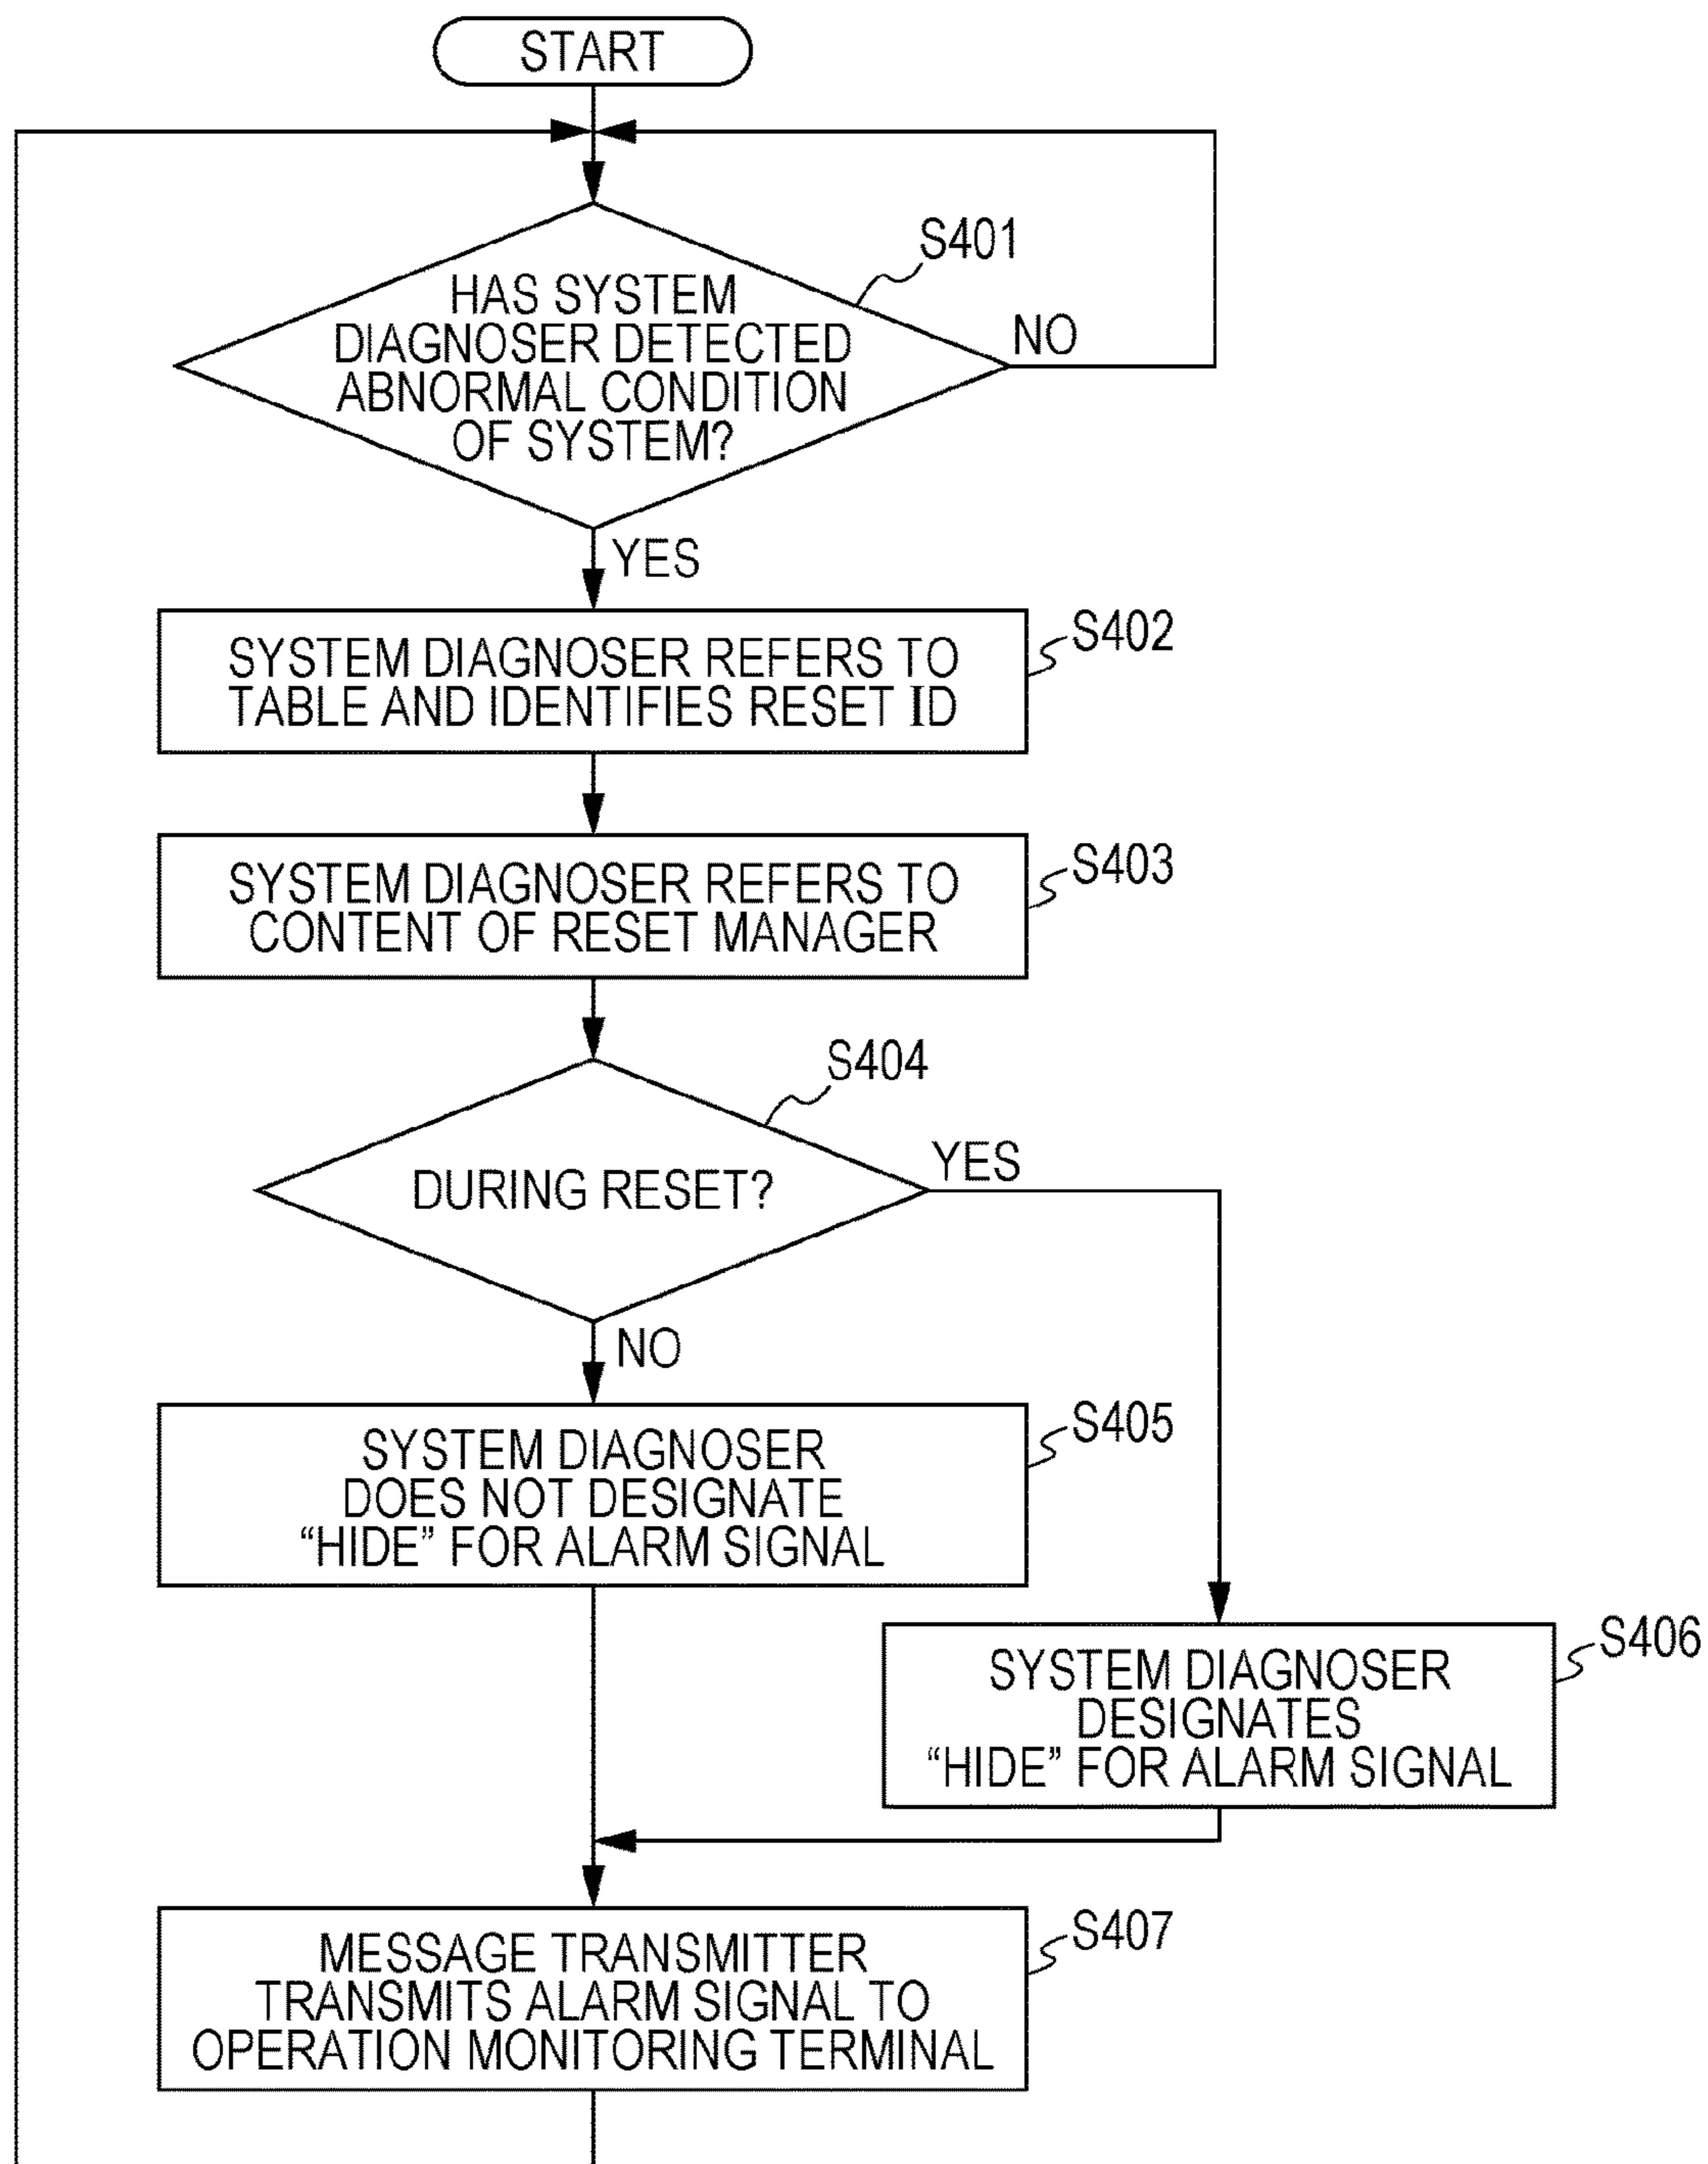 START
S401
HAS SYSTEM
DIAGNOSER DETECTED
ABNORMAL CONDITION
OF SYSTEM?
NO
YES
S402
SYSTEM DIAGNOSER REFERS TO
TABLE AND IDENTIFIES RESET ID
S403
SYSTEM DIAGNOSER REFERS TO
CONTENT OF RESET MANAGER
S404
DURING RESET?
YES
NO
S405
SYSTEM DIAGNOSER
DOES NOT DESIGNATE
“HIDE” FOR ALARM SIGNAL
S406
SYSTEM DIAGNOSER
DESIGNATES
“HIDE” FOR ALARM SIGNAL
S407
MESSAGE TRANSMITTER
TRANSMITS ALARM SIGNAL TO
OPERATION MONITORING TERMINAL